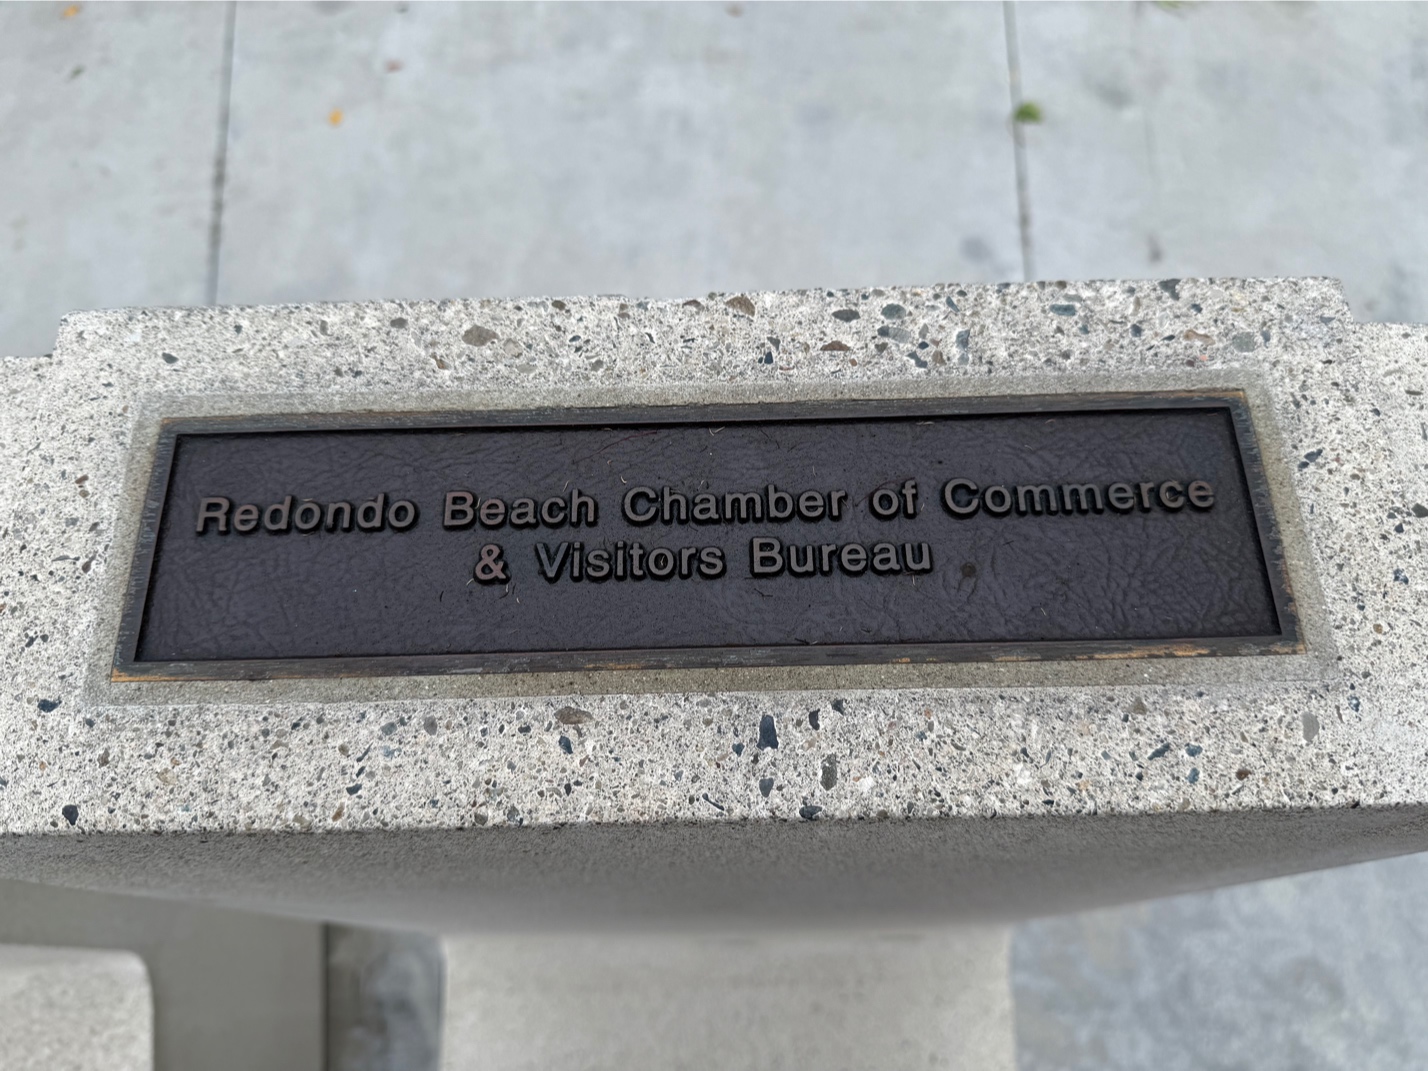 Redondo Beach Chamber of Commerce
& Visitors Bureau